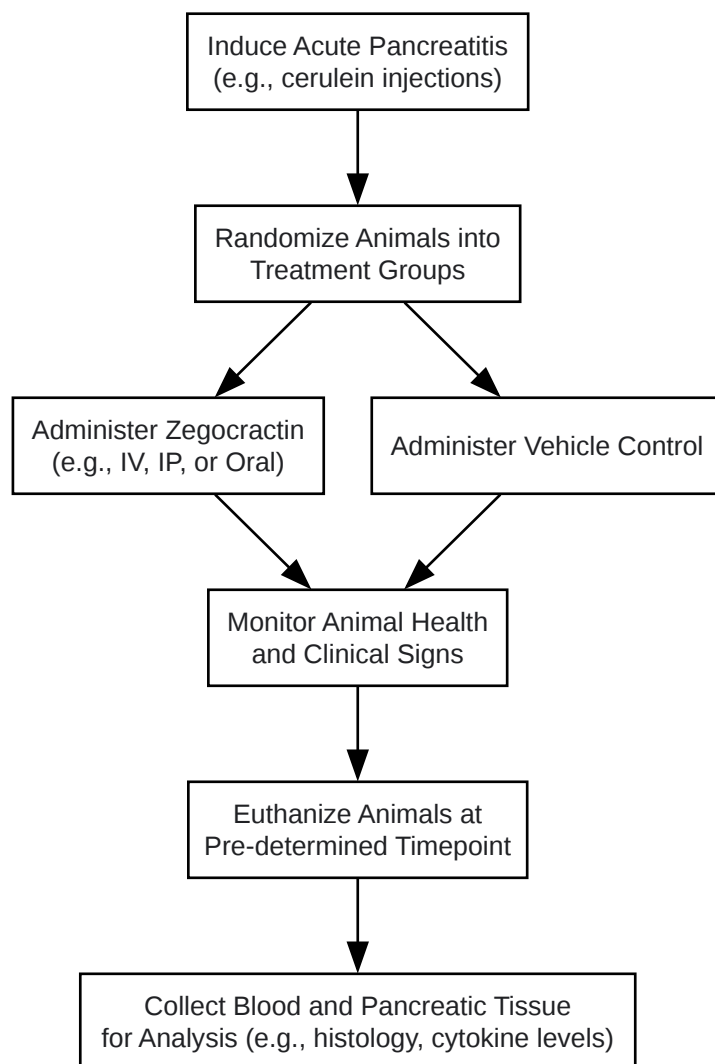 Induce Acute Pancreatitis
(e.g., cerulein injections)
Randomize Animals into
Treatment Groups
Administer Zegocractin
(e.g., IV, IP, or Oral)
Administer Vehicle Control
Monitor Animal Health
and Clinical Signs
Euthanize Animals at
Pre-determined Timepoint
Collect Blood and Pancreatic Tissue
for Analysis (e.g., histology, cytokine levels)